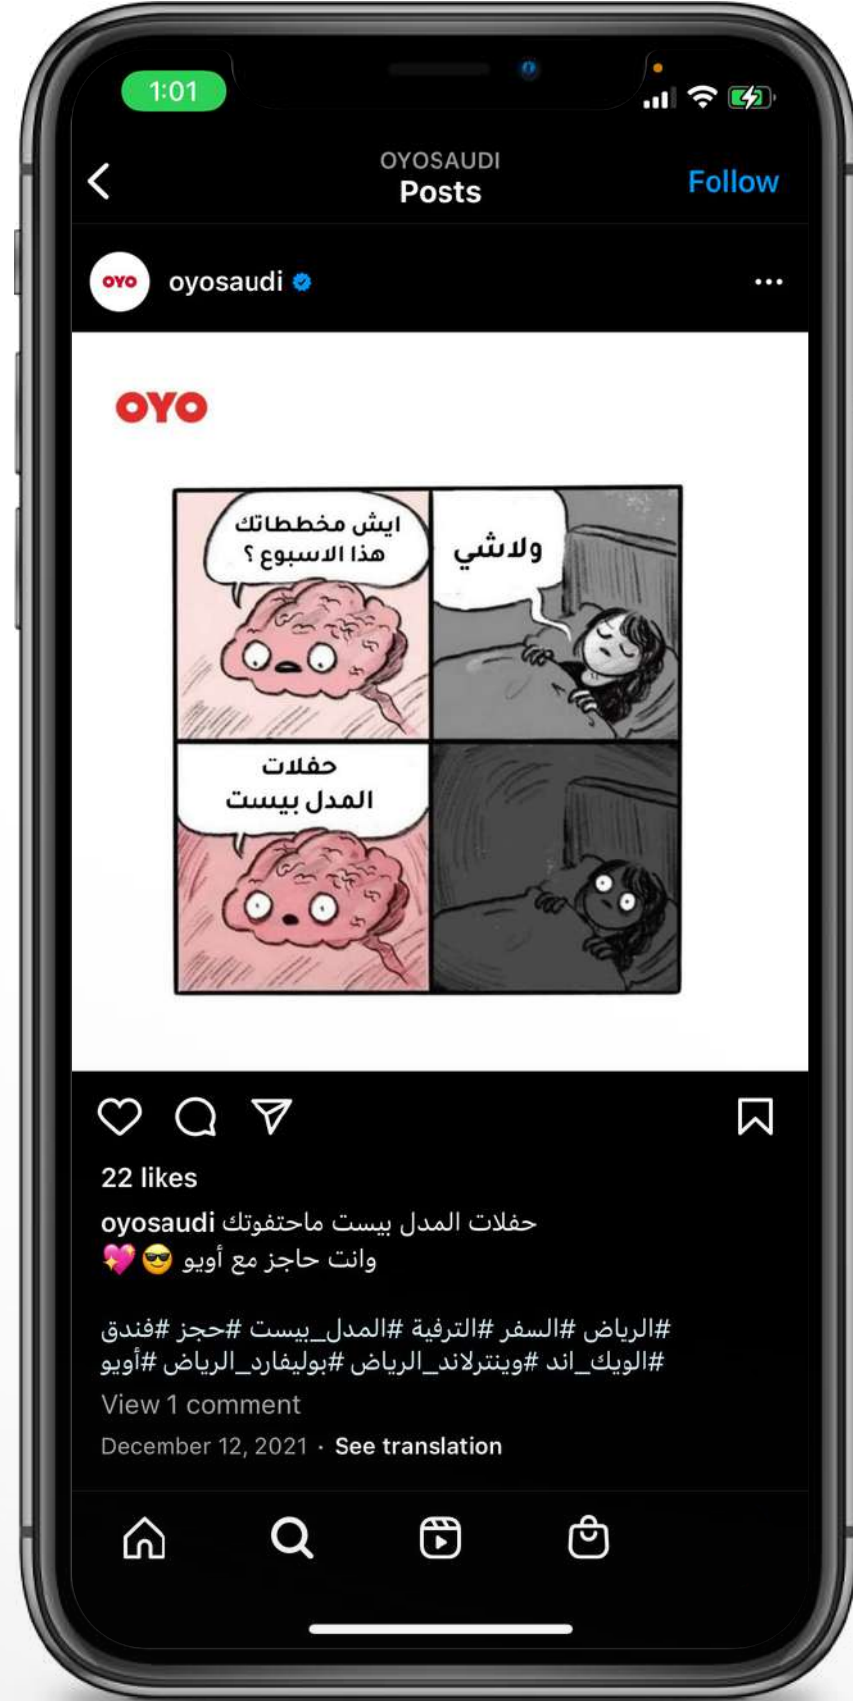 1:01
OYOSAUDI
Posts
Follow
oyo
oyosaudi
OYO
ايش مخططاتك
هذا الاسبوع ؟
ولاشي
حفلات
المدل بيست
22 likes
oyosaudi حفلات المدل بيست ماحتفوتك
وانت حاجز مع أويو 😎 💖
#الرياض #السفر #الترفية #المدل_بيست #حجز #فندق
#الويك_اند #وينترلاند_الرياض #بوليفارد_الرياض #أويو
View 1 comment
December 12, 2021 · See translation